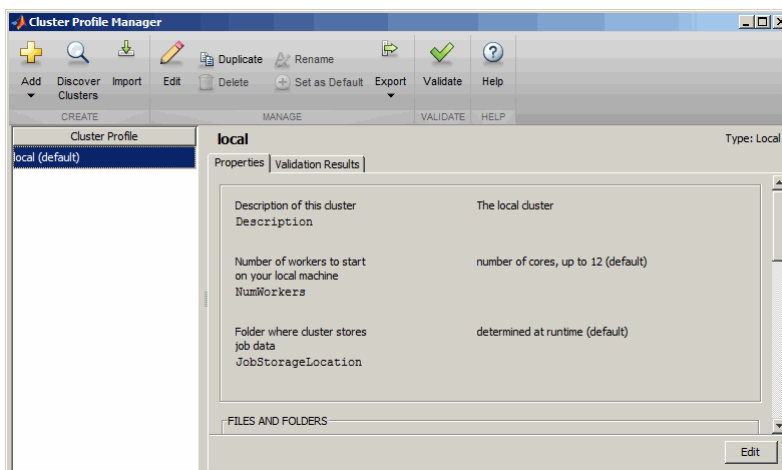 Cluster Profile Manager
Add
Discover
Clusters
Import
Edit
Duplicate
Delete
Rename
Set as Default
Export
Validate
Help
CREATE
MANAGE
VALIDATE
HELP
Cluster Profile
local (default)
local
Type: Local
Properties
Validation Results
Description of this cluster
Description
The local cluster
Number of workers to start
on your local machine
NumWorkers
number of cores, up to 12 (default)
Folder where cluster stores
job data
JobStorageLocation
determined at runtime (default)
FILES AND FOLDERS
Edit